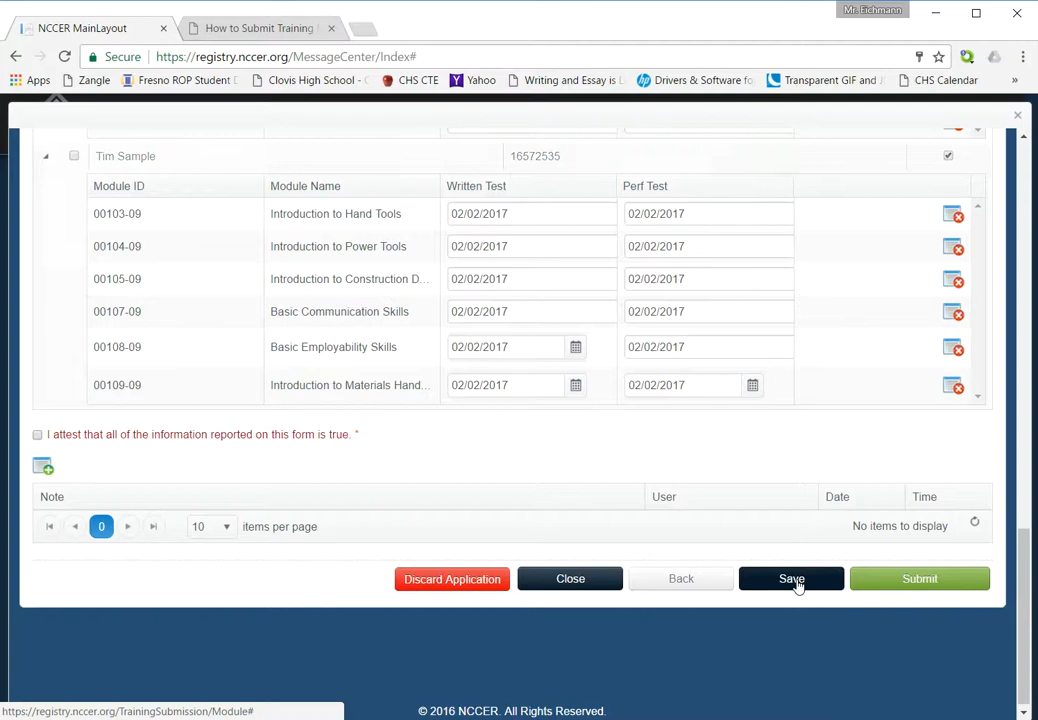 Mr. Eichmann
NCCER MainLayout
How to Submit Training
Secure https://registry.nccer.org/MessageCenter/Index#
Apps Zangle Fresno ROP Student E Clovis High School - C CHS CTE Yahoo Writing and Essay is L Drivers & Software fo Transparent GIF and J CHS Calendar »
Tim Sample 16572535
Module ID Module Name Written Test Perf Test
00103-09 Introduction to Hand Tools 02/02/2017 02/02/2017
00104-09 Introduction to Power Tools 02/02/2017 02/02/2017
00105-09 Introduction to Construction D... 02/02/2017 02/02/2017
00107-09 Basic Communication Skills 02/02/2017 02/02/2017
00108-09 Basic Employability Skills 02/02/2017 02/02/2017
00109-09 Introduction to Materials Hand... 02/02/2017 02/02/2017
I attest that all of the information reported on this form is true. *
Note User Date Time
0 10 items per page No items to display
Discard Application Close Back Save Submit
https://registry.nccer.org/TrainingSubmission/Module#
© 2016 NCCER. All Rights Reserved.